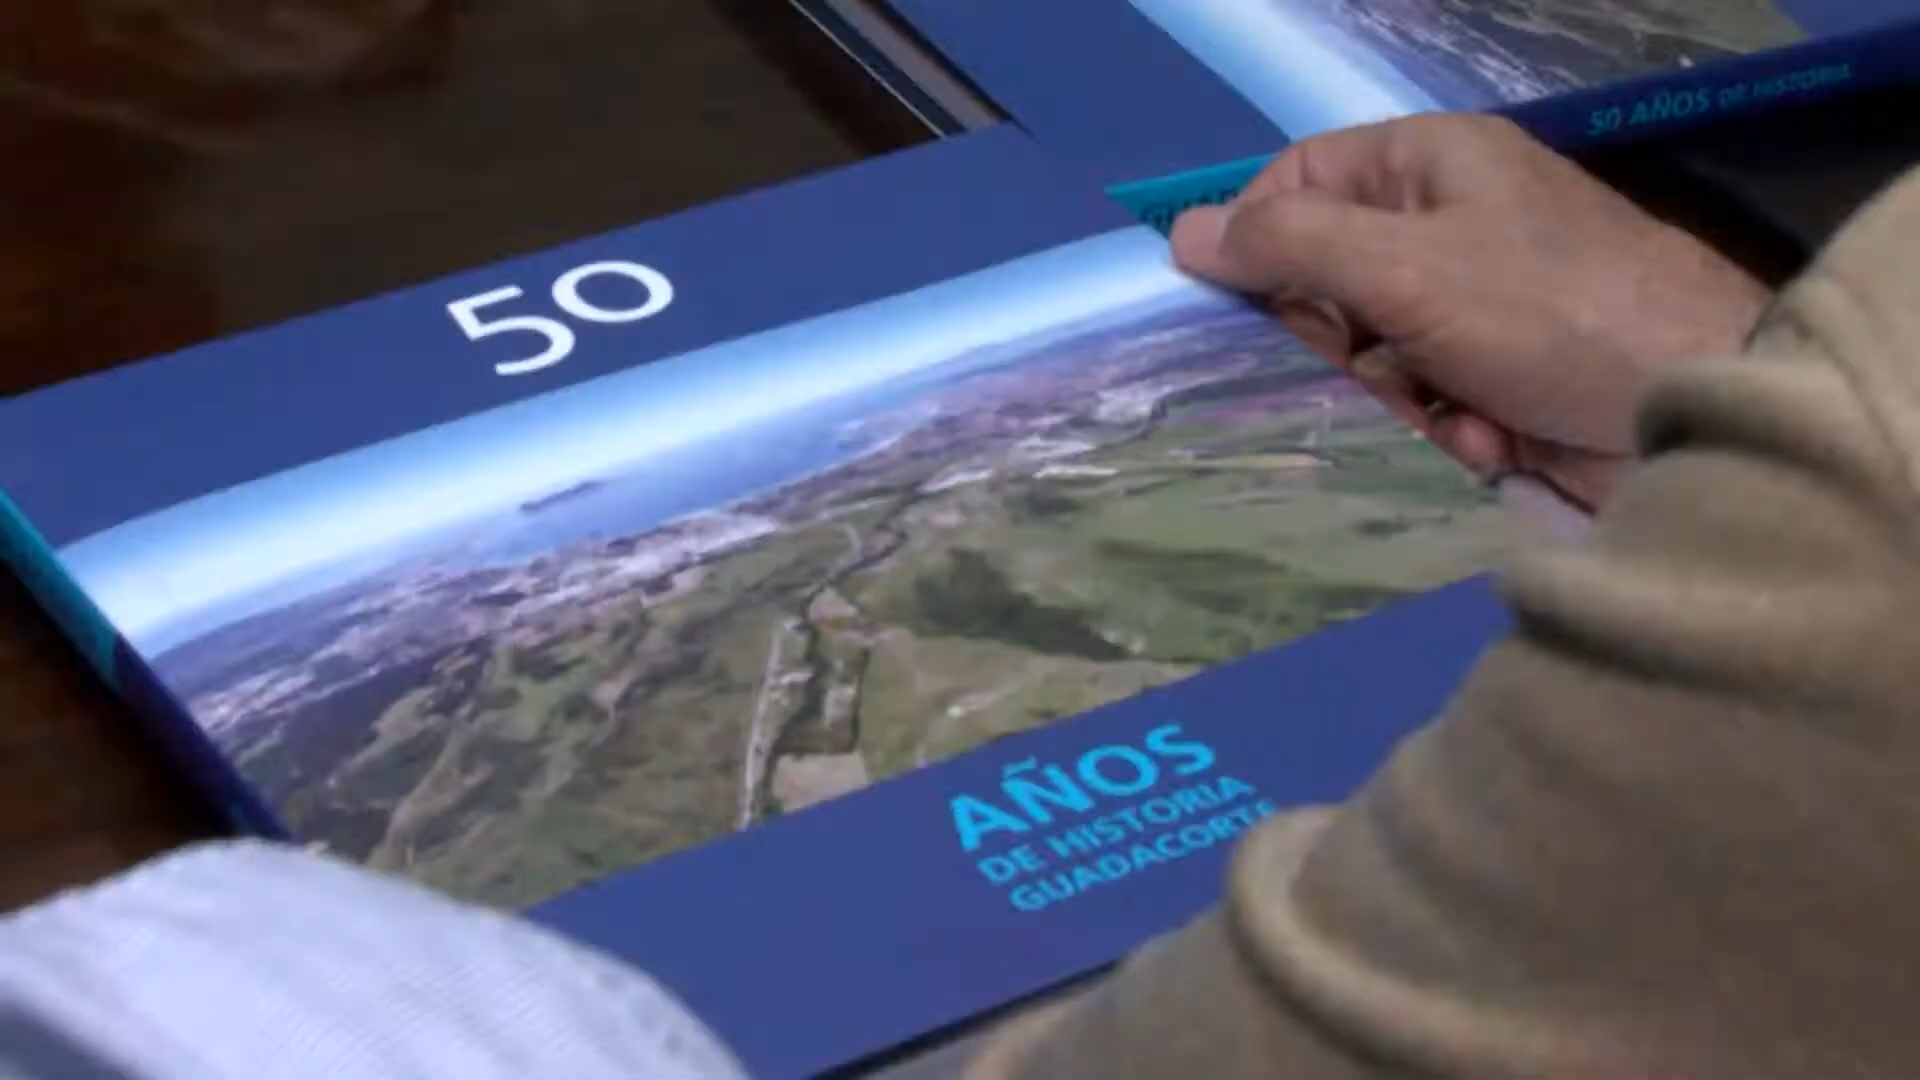 50 AÑOS DE HISTORIA
50
AÑOS
DE HISTORIA
GUADACORTE